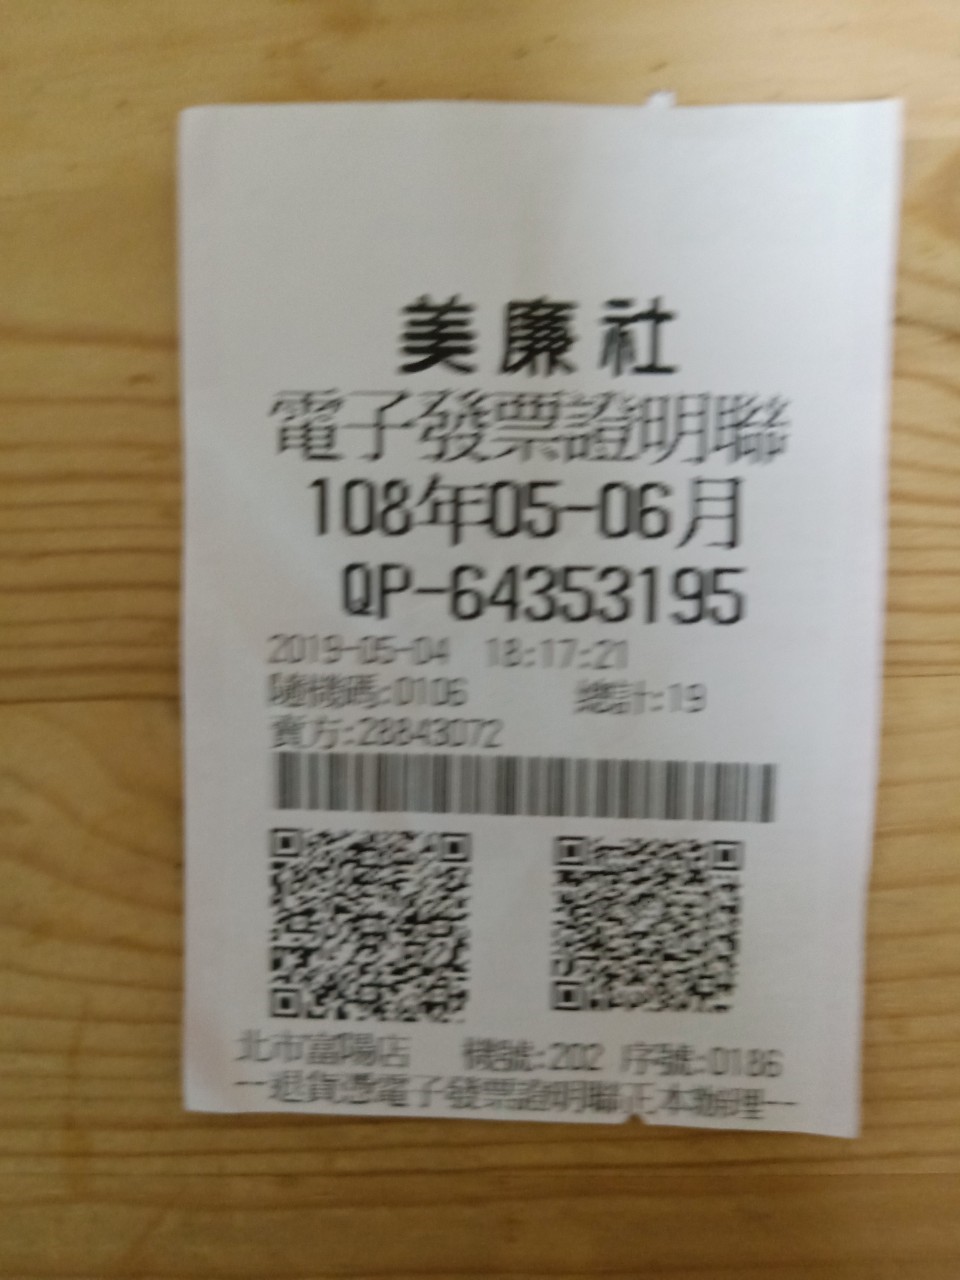 美廉社
電子發票證明聯
108年05-06月
QP-64353195
2019-05-04 18:17:21
隨機碼:0106 總計:19
賣方:28843072
北市富陽店 機號:202 序號:0186
--退貨憑電子發票證明聯正本辦理--